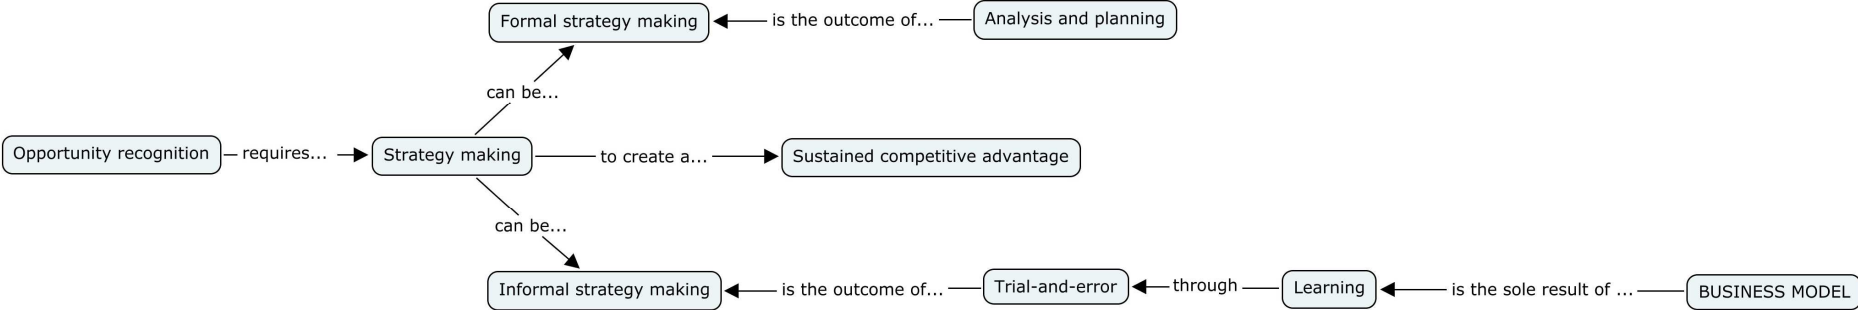 Formal strategy making
is the outcome of...
Analysis and planning
can be...
Opportunity recognition
requires...
Strategy making
to create a...
Sustained competitive advantage
can be...
Informal strategy making
is the outcome of...
Trial-and-error
through
Learning
is the sole result of ...
BUSINESS MODEL